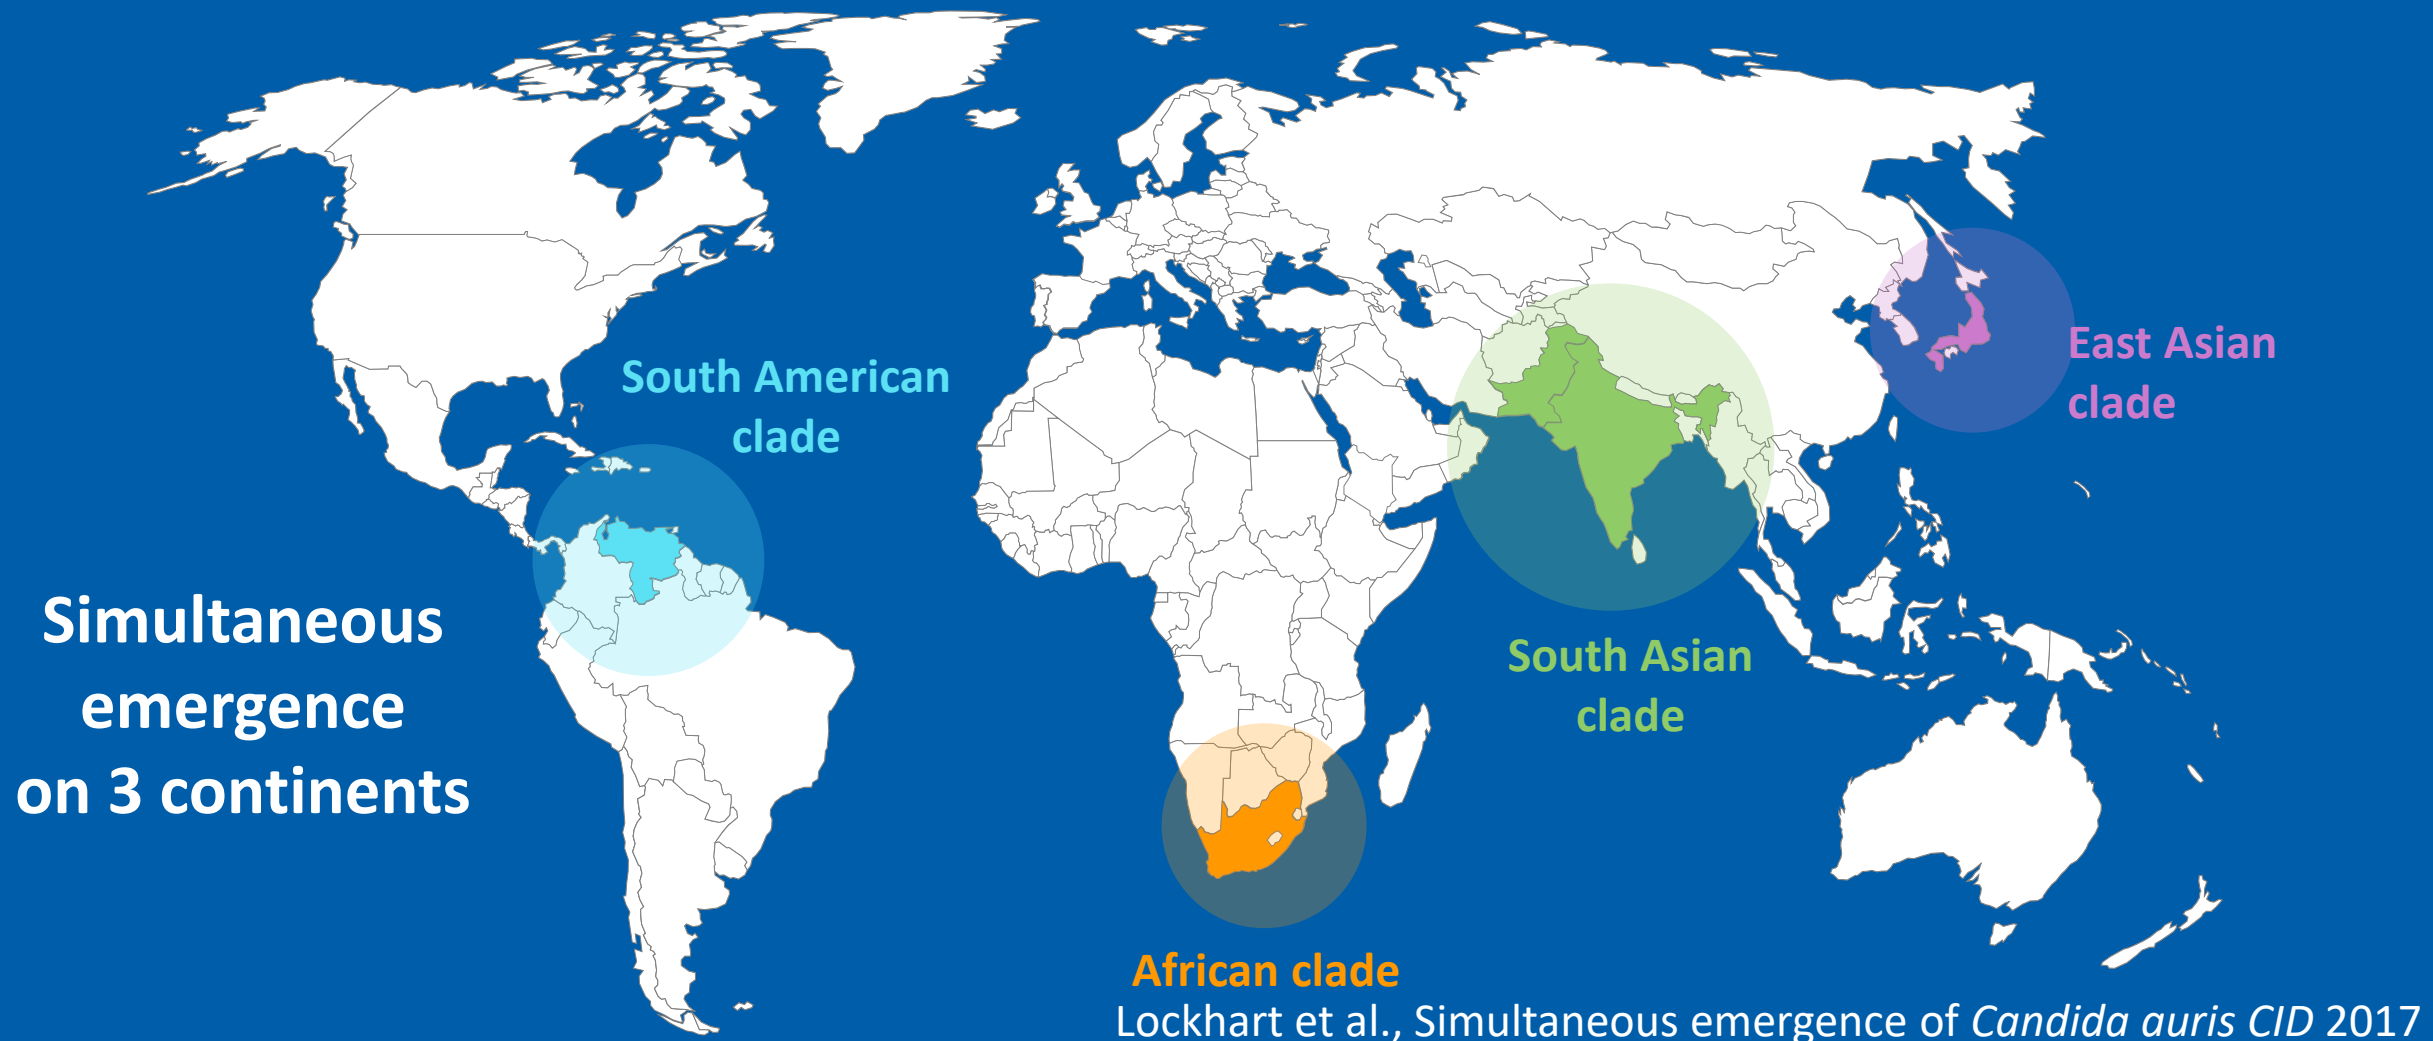 South American
clade
East Asian
clade
Simultaneous
emergence
on 3 continents
South Asian
clade
African clade
Lockhart et al., Simultaneous emergence of Candida auris CID 2017